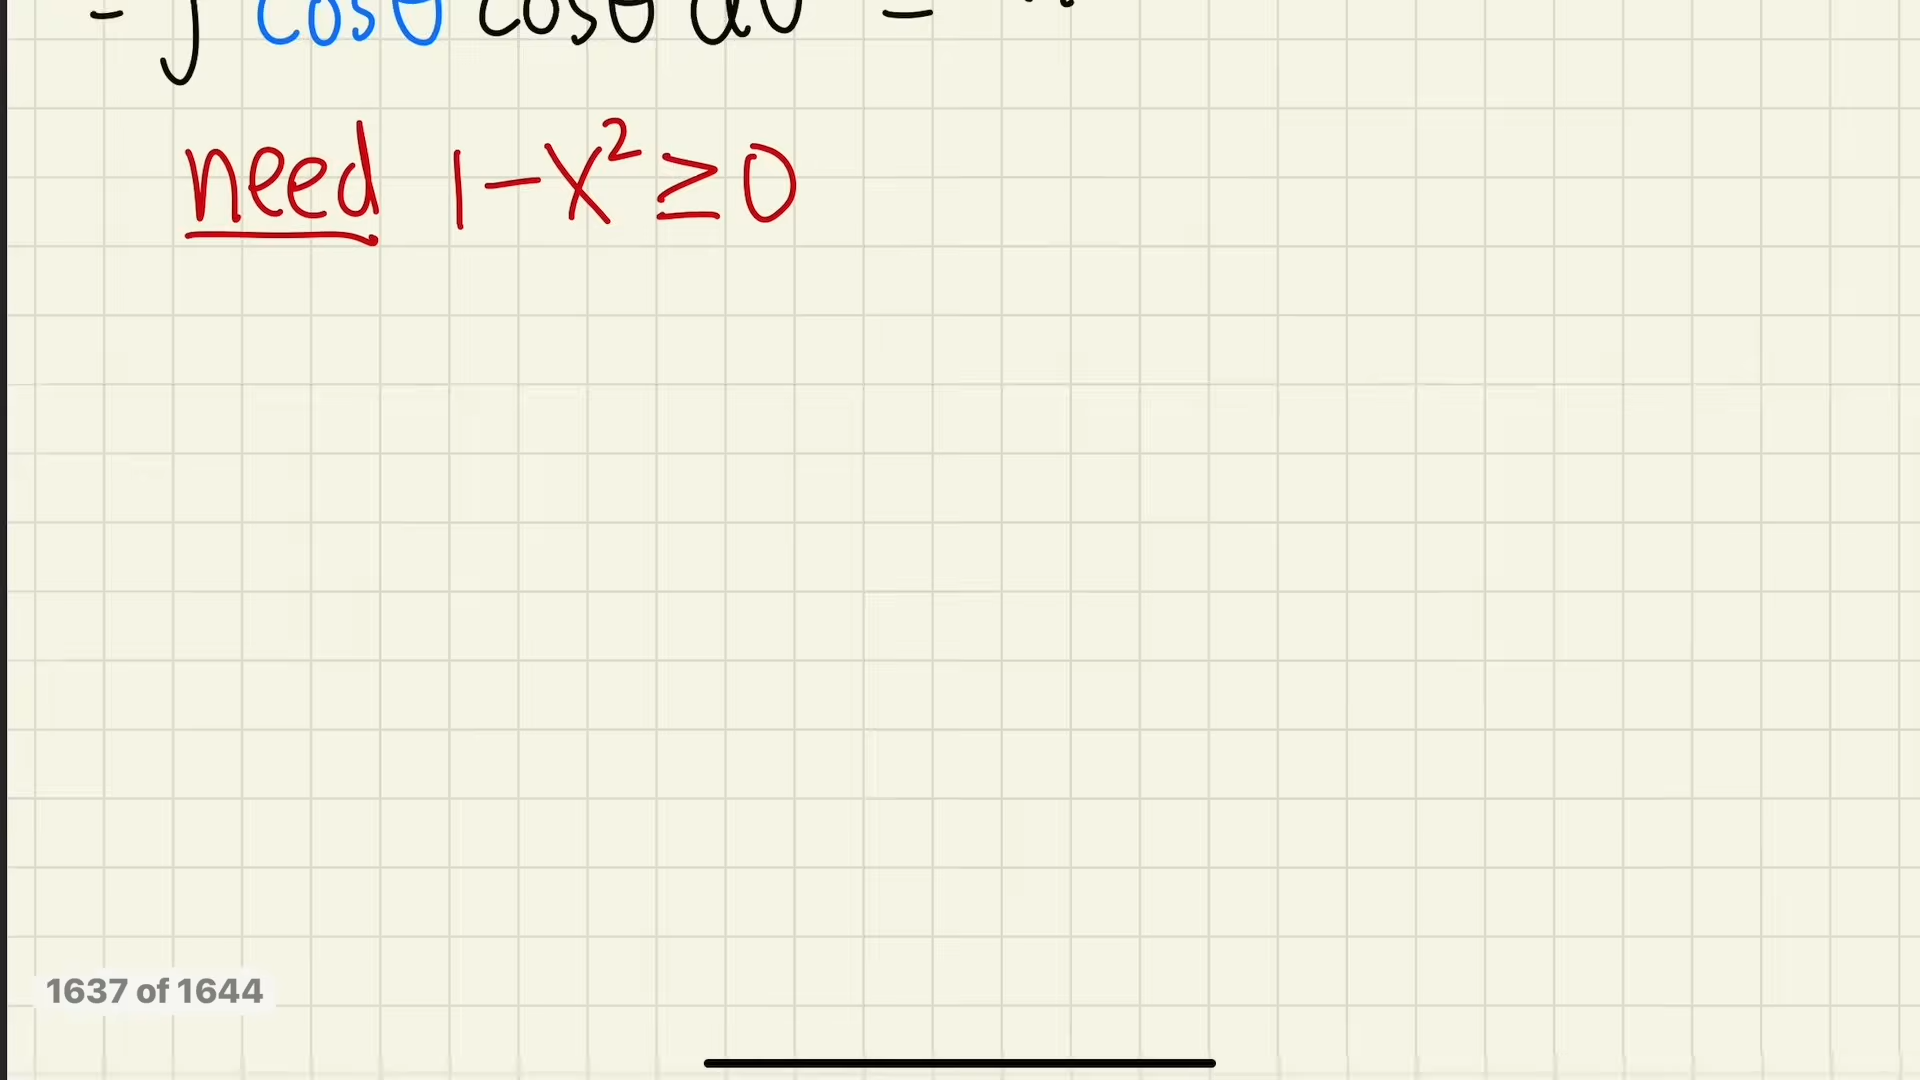 = ∫ cosθ cosθ dθ =
need 1-x² ≥ 0
1637 of 1644